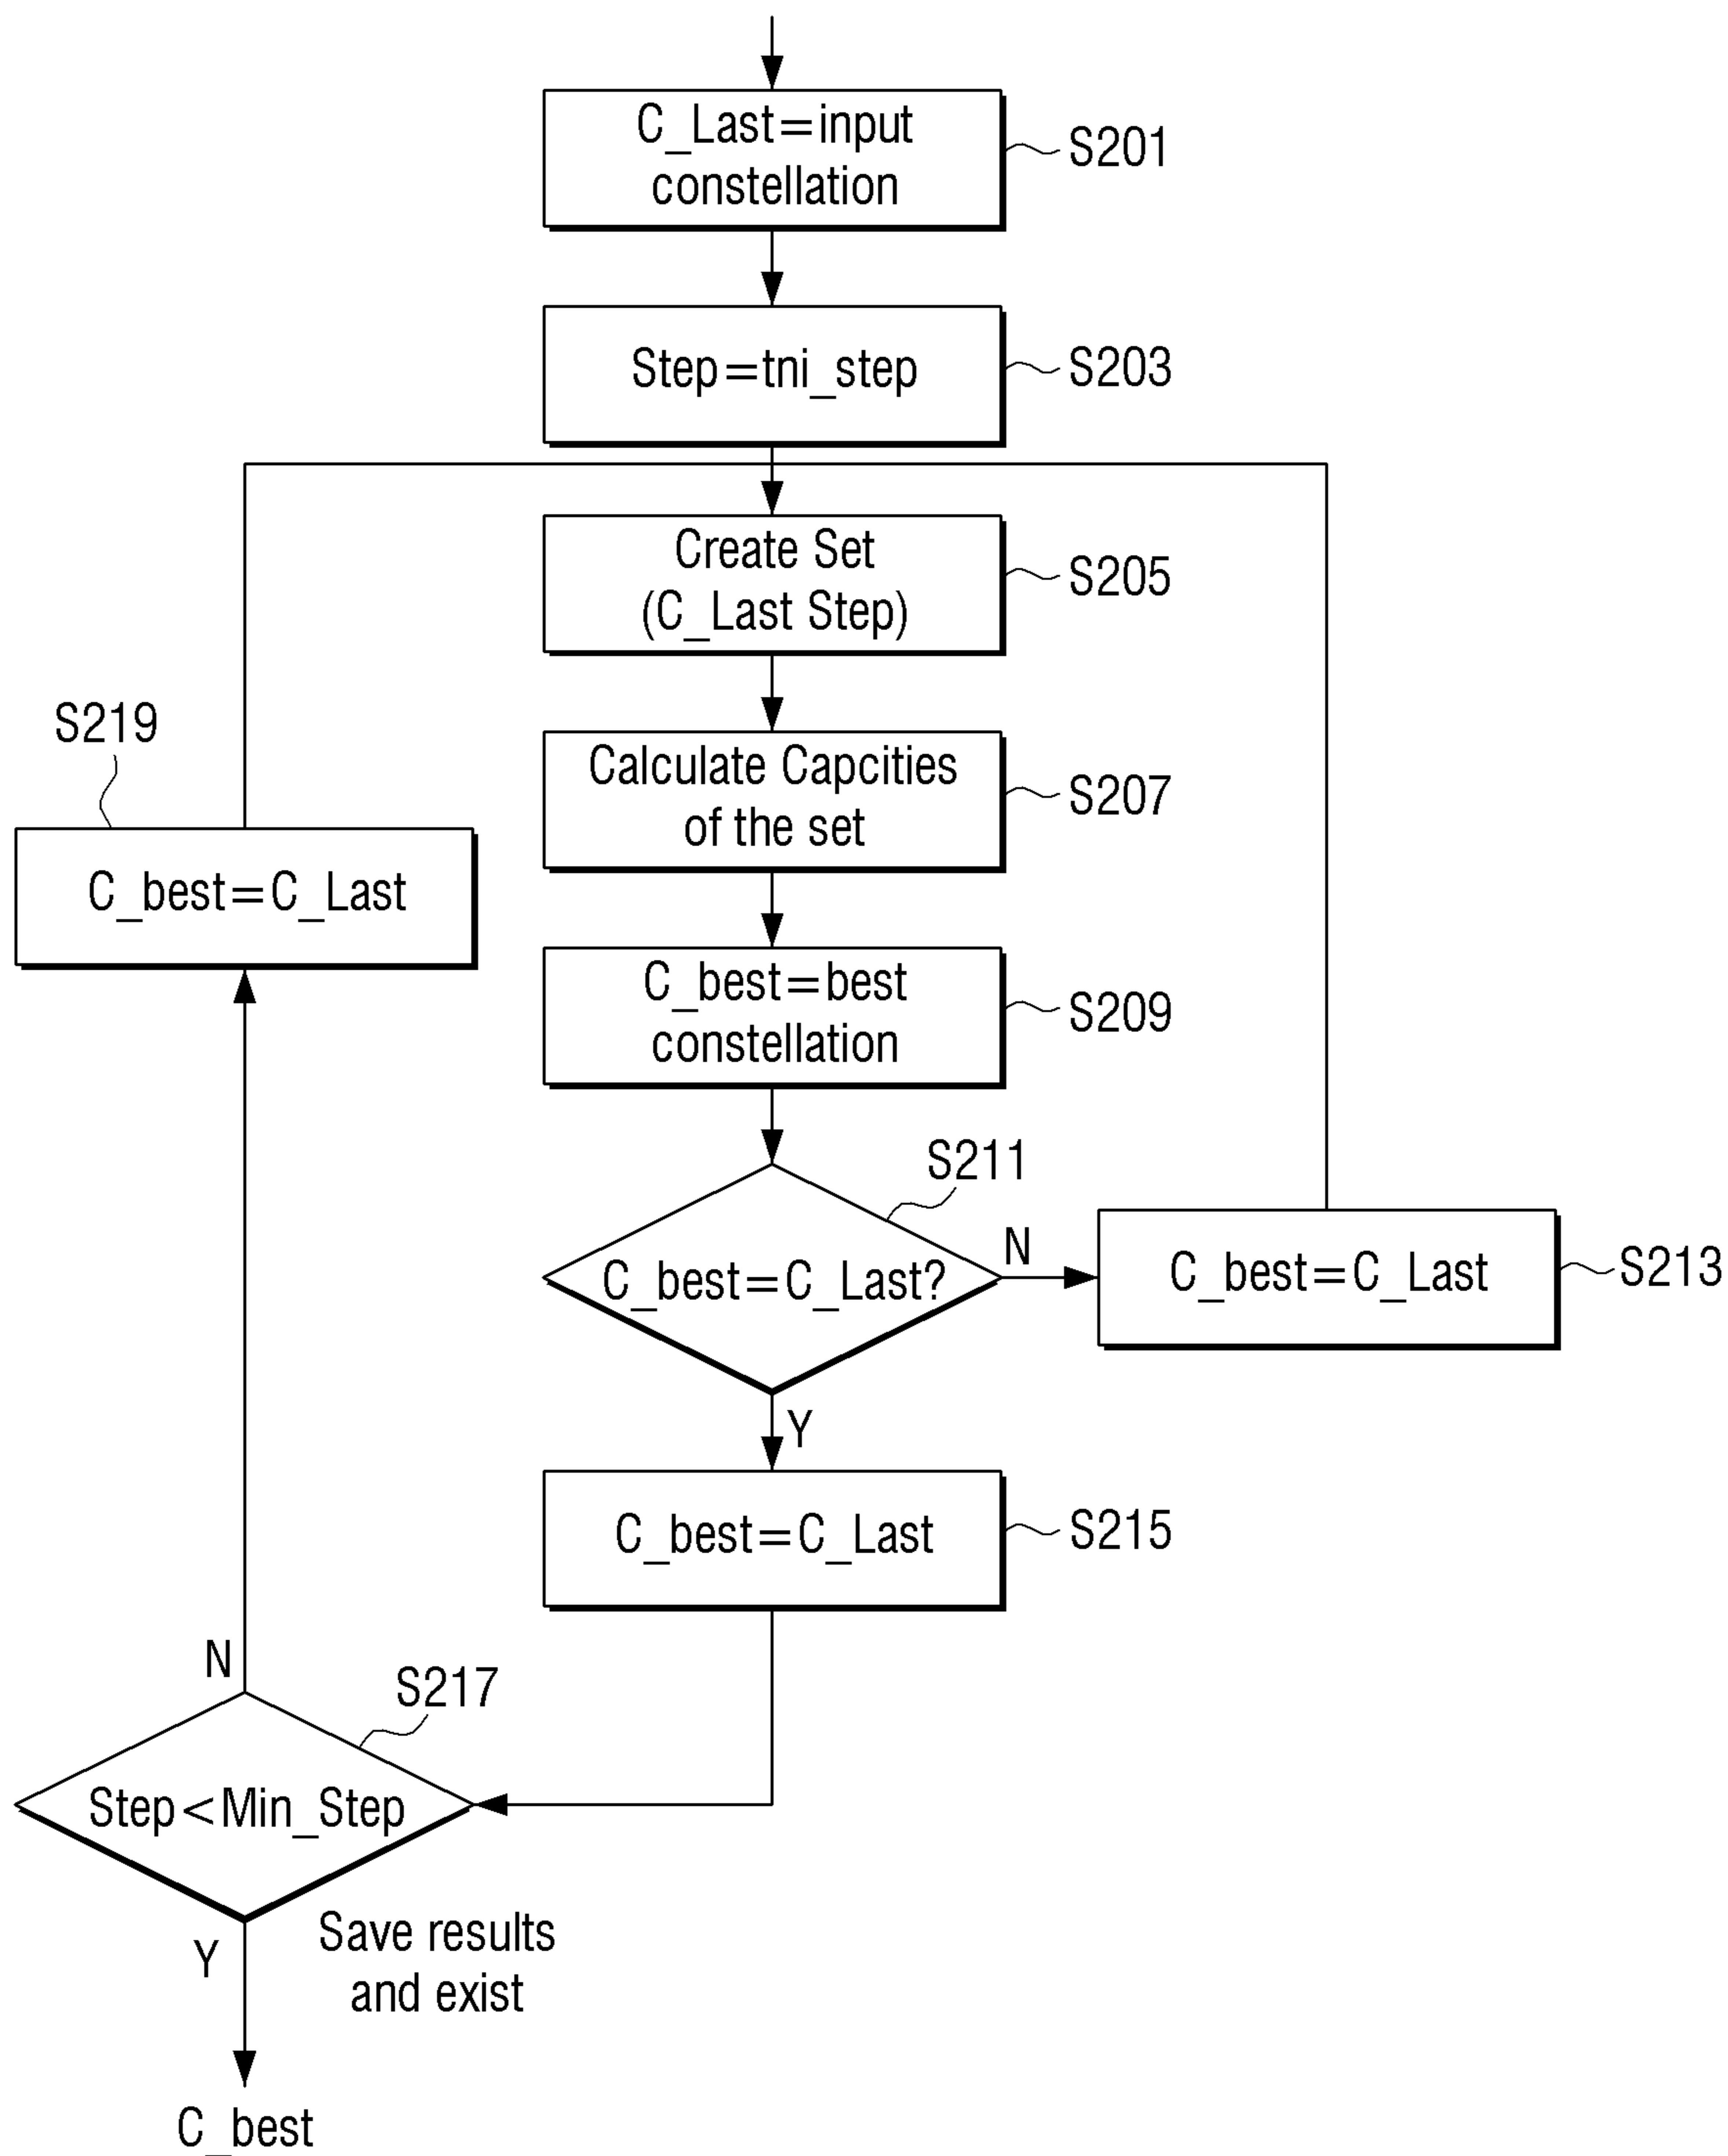 C_Last=input
constellation
S201
Step=tni_step
S203
Create Set
(C_Last Step)
S205
Calculate Capcities
of the set
S207
S219
C_best=C_Last
C_best=best
constellation
S209
S211
C_best=C_Last?
N
C_best=C_Last
S213
Y
C_best=C_Last
S215
N
S217
Step<Min_Step
Y
Save results
and exist
C_best